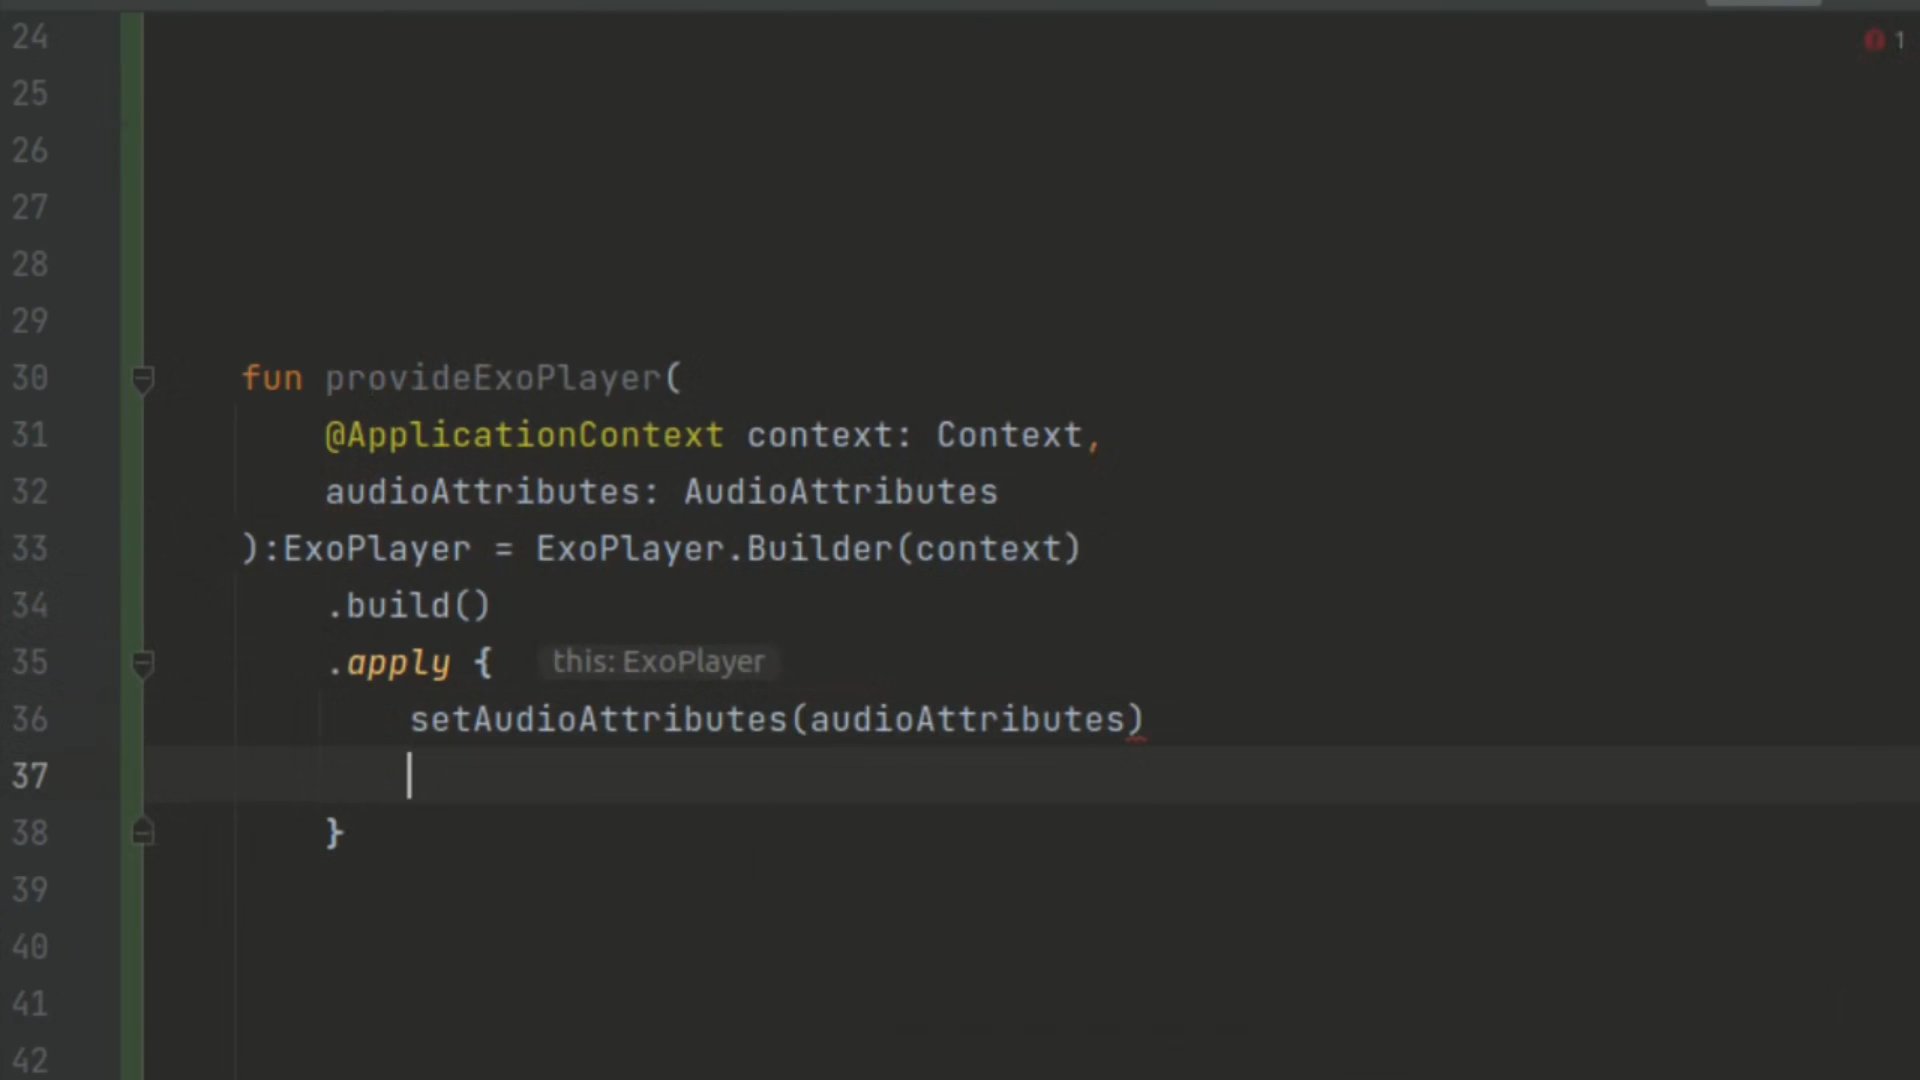 24
1
25
26
27
28
29
30 fun provideExoPlayer(
31 @ApplicationContext context: Context,
32 audioAttributes: AudioAttributes
33 ):ExoPlayer = ExoPlayer.Builder(context)
34 .build()
35 .apply { this: ExoPlayer
36 setAudioAttributes(audioAttributes)
37
38 }
39
40
41
42